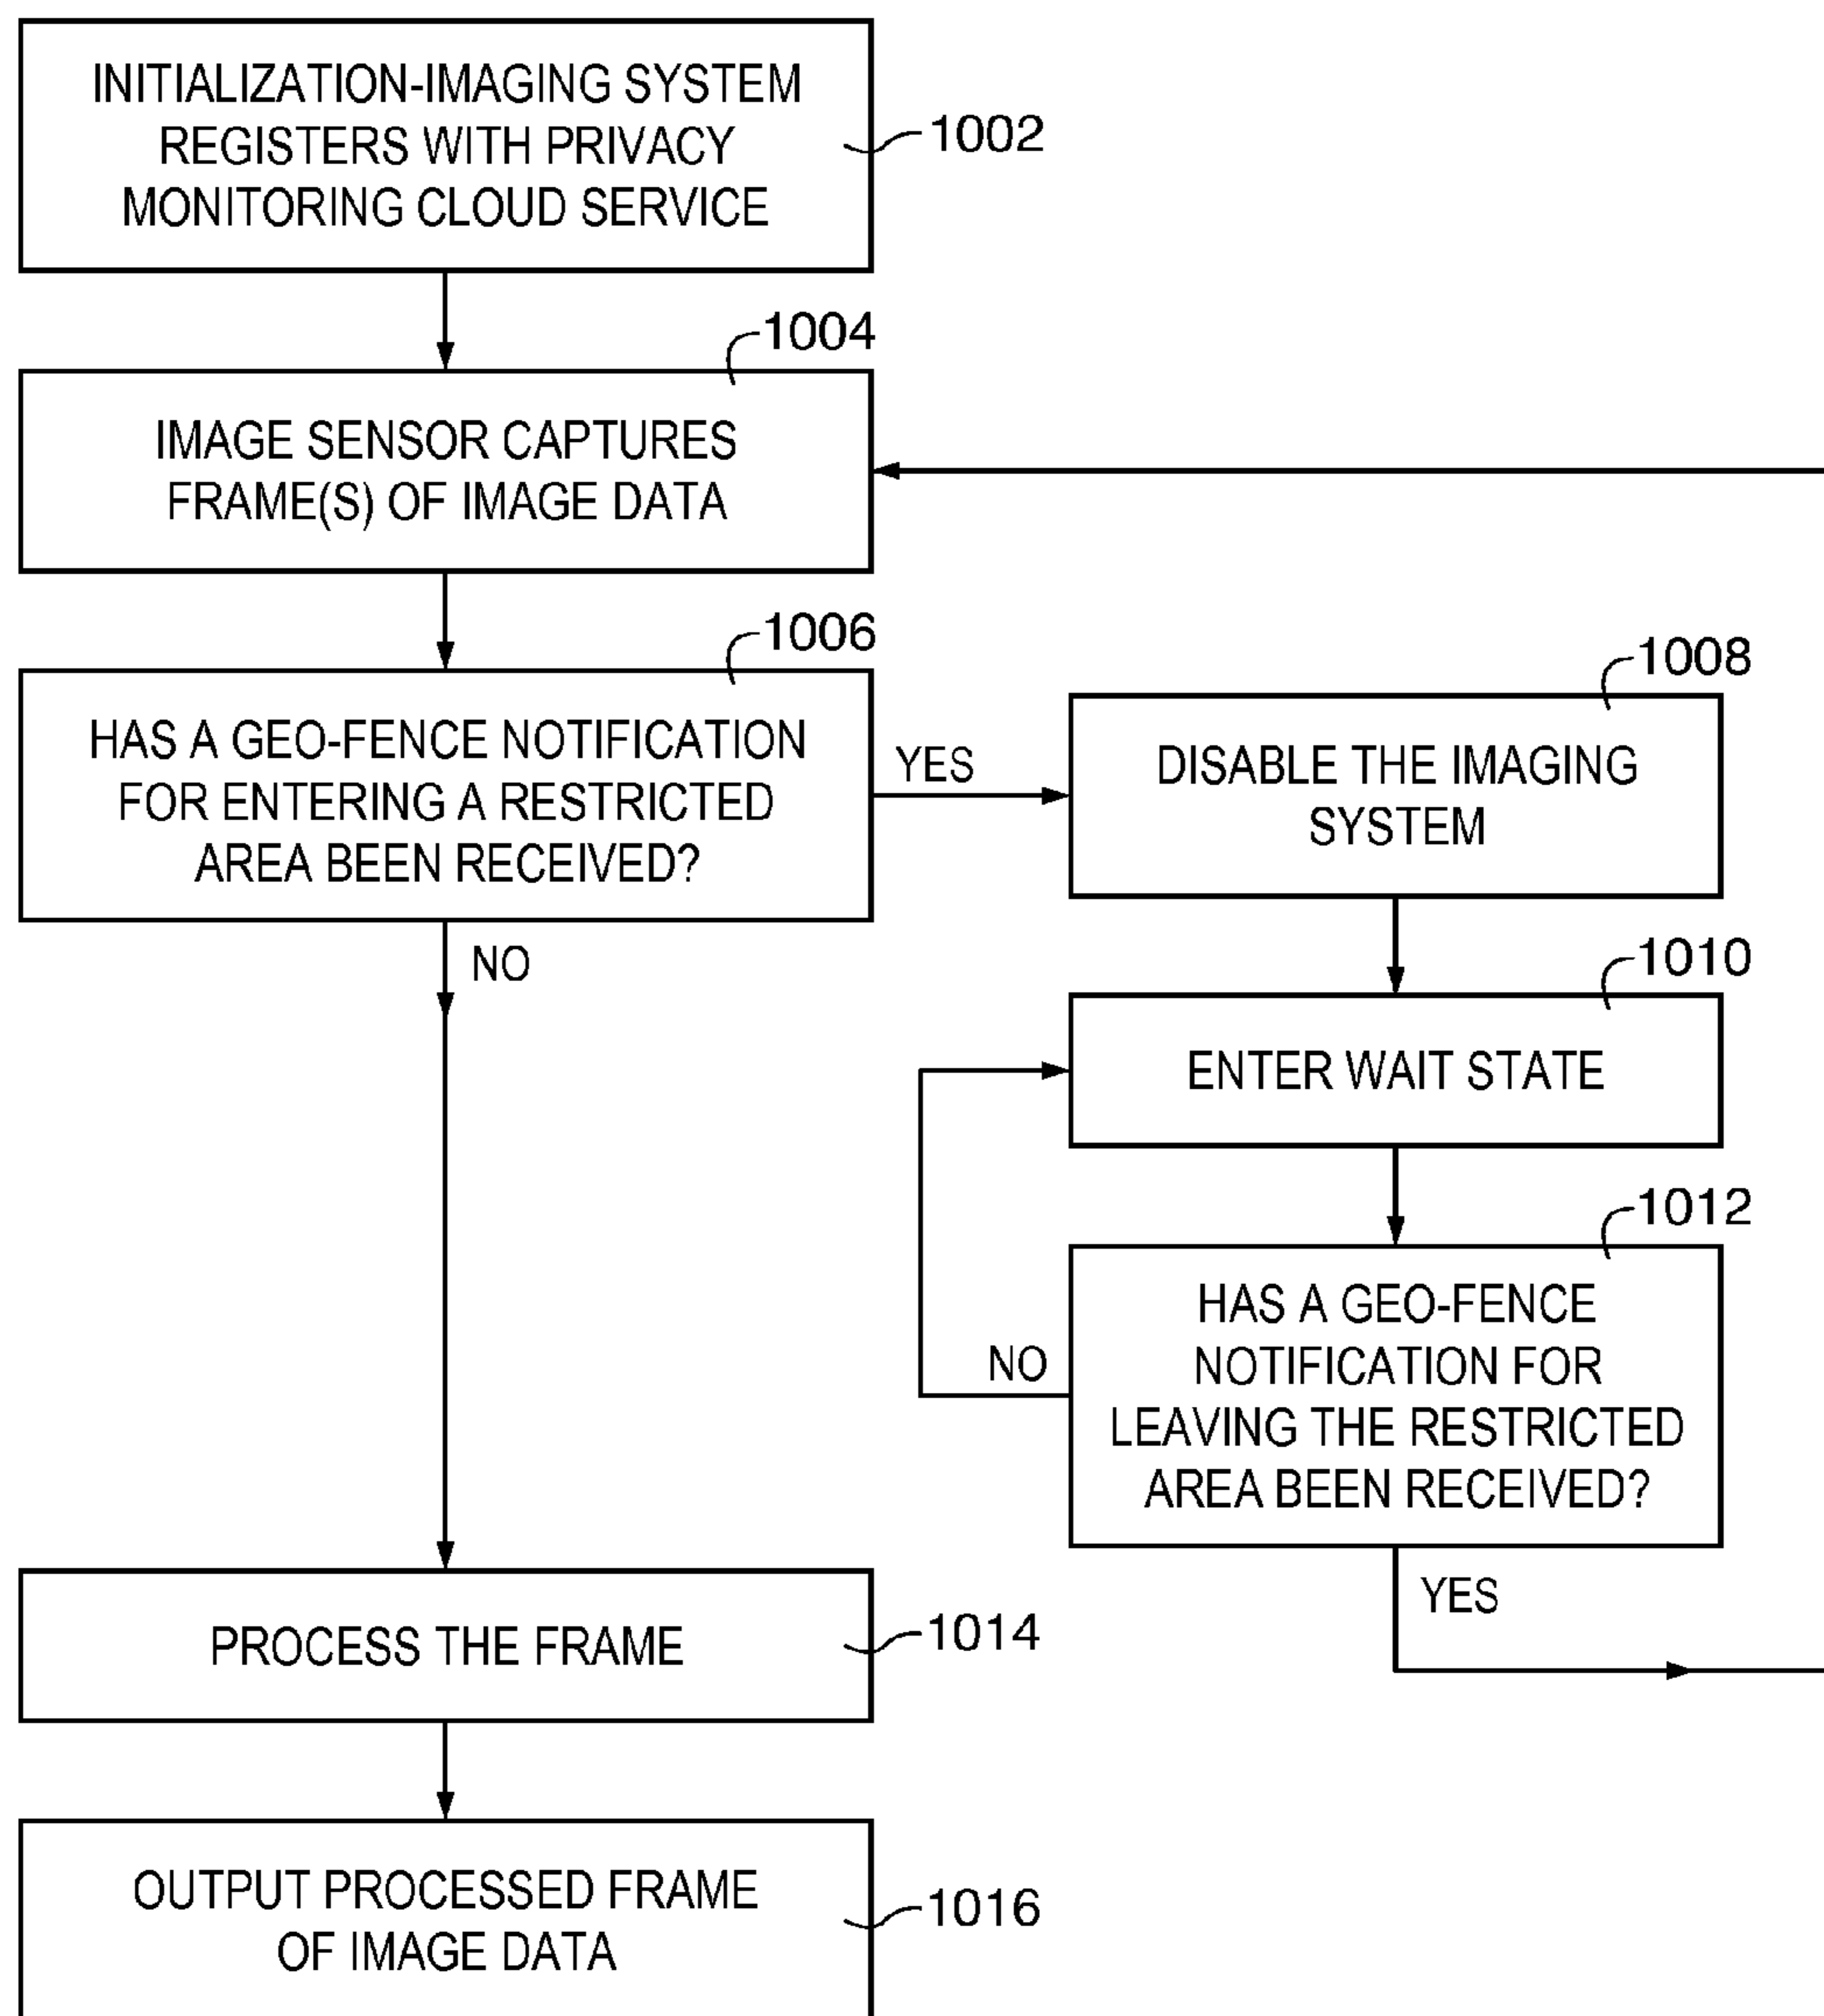 INITIALIZATION-IMAGING SYSTEM
REGISTERS WITH PRIVACY
MONITORING CLOUD SERVICE
1002
1004
IMAGE SENSOR CAPTURES
FRAME(S) OF IMAGE DATA
1006
HAS A GEO-FENCE NOTIFICATION
FOR ENTERING A RESTRICTED
AREA BEEN RECEIVED?
YES
NO
1008
DISABLE THE IMAGING
SYSTEM
1010
ENTER WAIT STATE
1012
HAS A GEO-FENCE
NOTIFICATION FOR
LEAVING THE RESTRICTED
AREA BEEN RECEIVED?
NO
YES
PROCESS THE FRAME
1014
OUTPUT PROCESSED FRAME
OF IMAGE DATA
1016